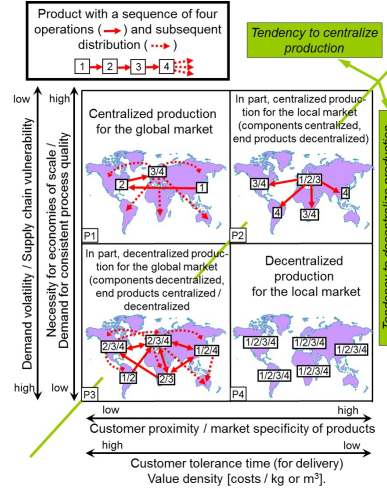 Product with a sequence of four
operations ( ) and subsequent
distribution ( )
1 2 3 4
Tendency to centralize
production
low
high
Centralized production
for the global market
3/4
2
1
P1
In part, centralized produc-
tion for the local market
(components centralized,
end products decentralized)
3/4
1/2/3
4
4
3/4
P2
Demand volatility / Supply chain vulnerability
Necessity for economies of scale /
Demand for consistent process quality
In part, decentralized produc-
tion for the global market
(components decentralized,
end products centralized /
decentralized
2/3/4
2/3/4
1/2/4
1/2
2/3
P3
Decentralized
production
for the local market
1/2/3/4
1/2/3/4
1/2/3/4
1/2/3/4
1/2/3/4
P4
high
low
low
high
Customer proximity / market specificity of products
high
low
Customer tolerance time (for delivery)
Value density [costs / kg or m³].